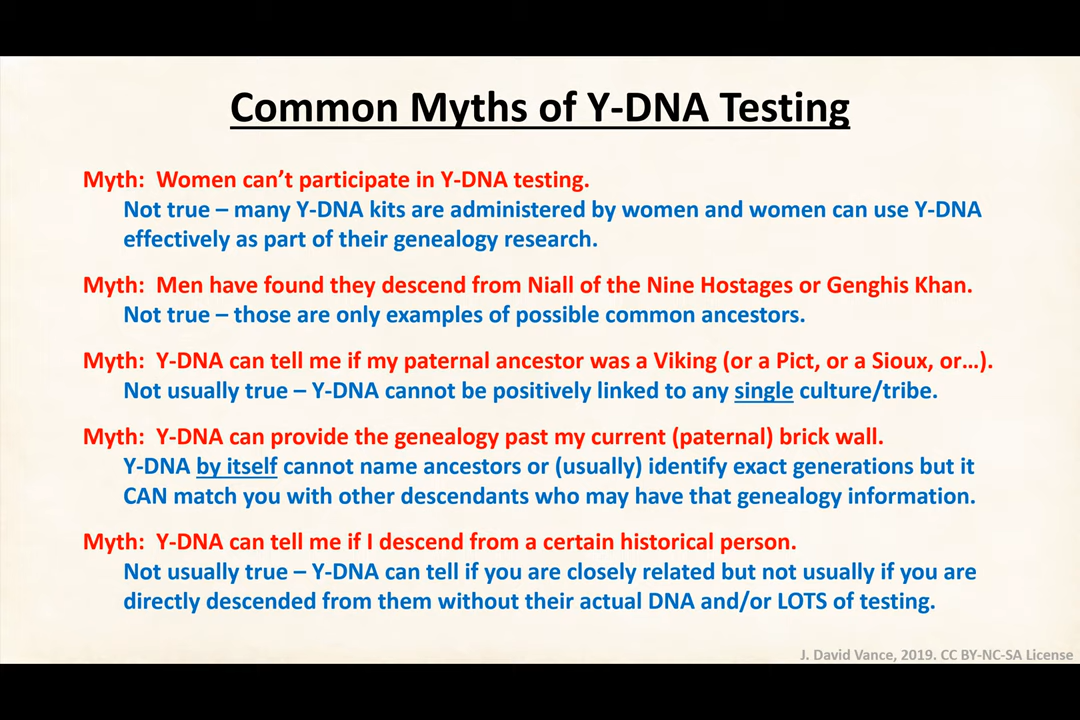 Common Myths of Y-DNA Testing
Myth:  Women can’t participate in Y-DNA testing.
Not true – many Y-DNA kits are administered by women and women can use Y-DNA
effectively as part of their genealogy research.
Myth:  Men have found they descend from Niall of the Nine Hostages or Genghis Khan.
Not true – those are only examples of possible common ancestors.
Myth:  Y-DNA can tell me if my paternal ancestor was a Viking (or a Pict, or a Sioux, or…).
Not usually true – Y-DNA cannot be positively linked to any single culture/tribe.
Myth:  Y-DNA can provide the genealogy past my current (paternal) brick wall.
Y-DNA by itself cannot name ancestors or (usually) identify exact generations but it
CAN match you with other descendants who may have that genealogy information.
Myth:  Y-DNA can tell me if I descend from a certain historical person.
Not usually true – Y-DNA can tell if you are closely related but not usually if you are
directly descended from them without their actual DNA and/or LOTS of testing.
J. David Vance, 2019. CC BY-NC-SA License